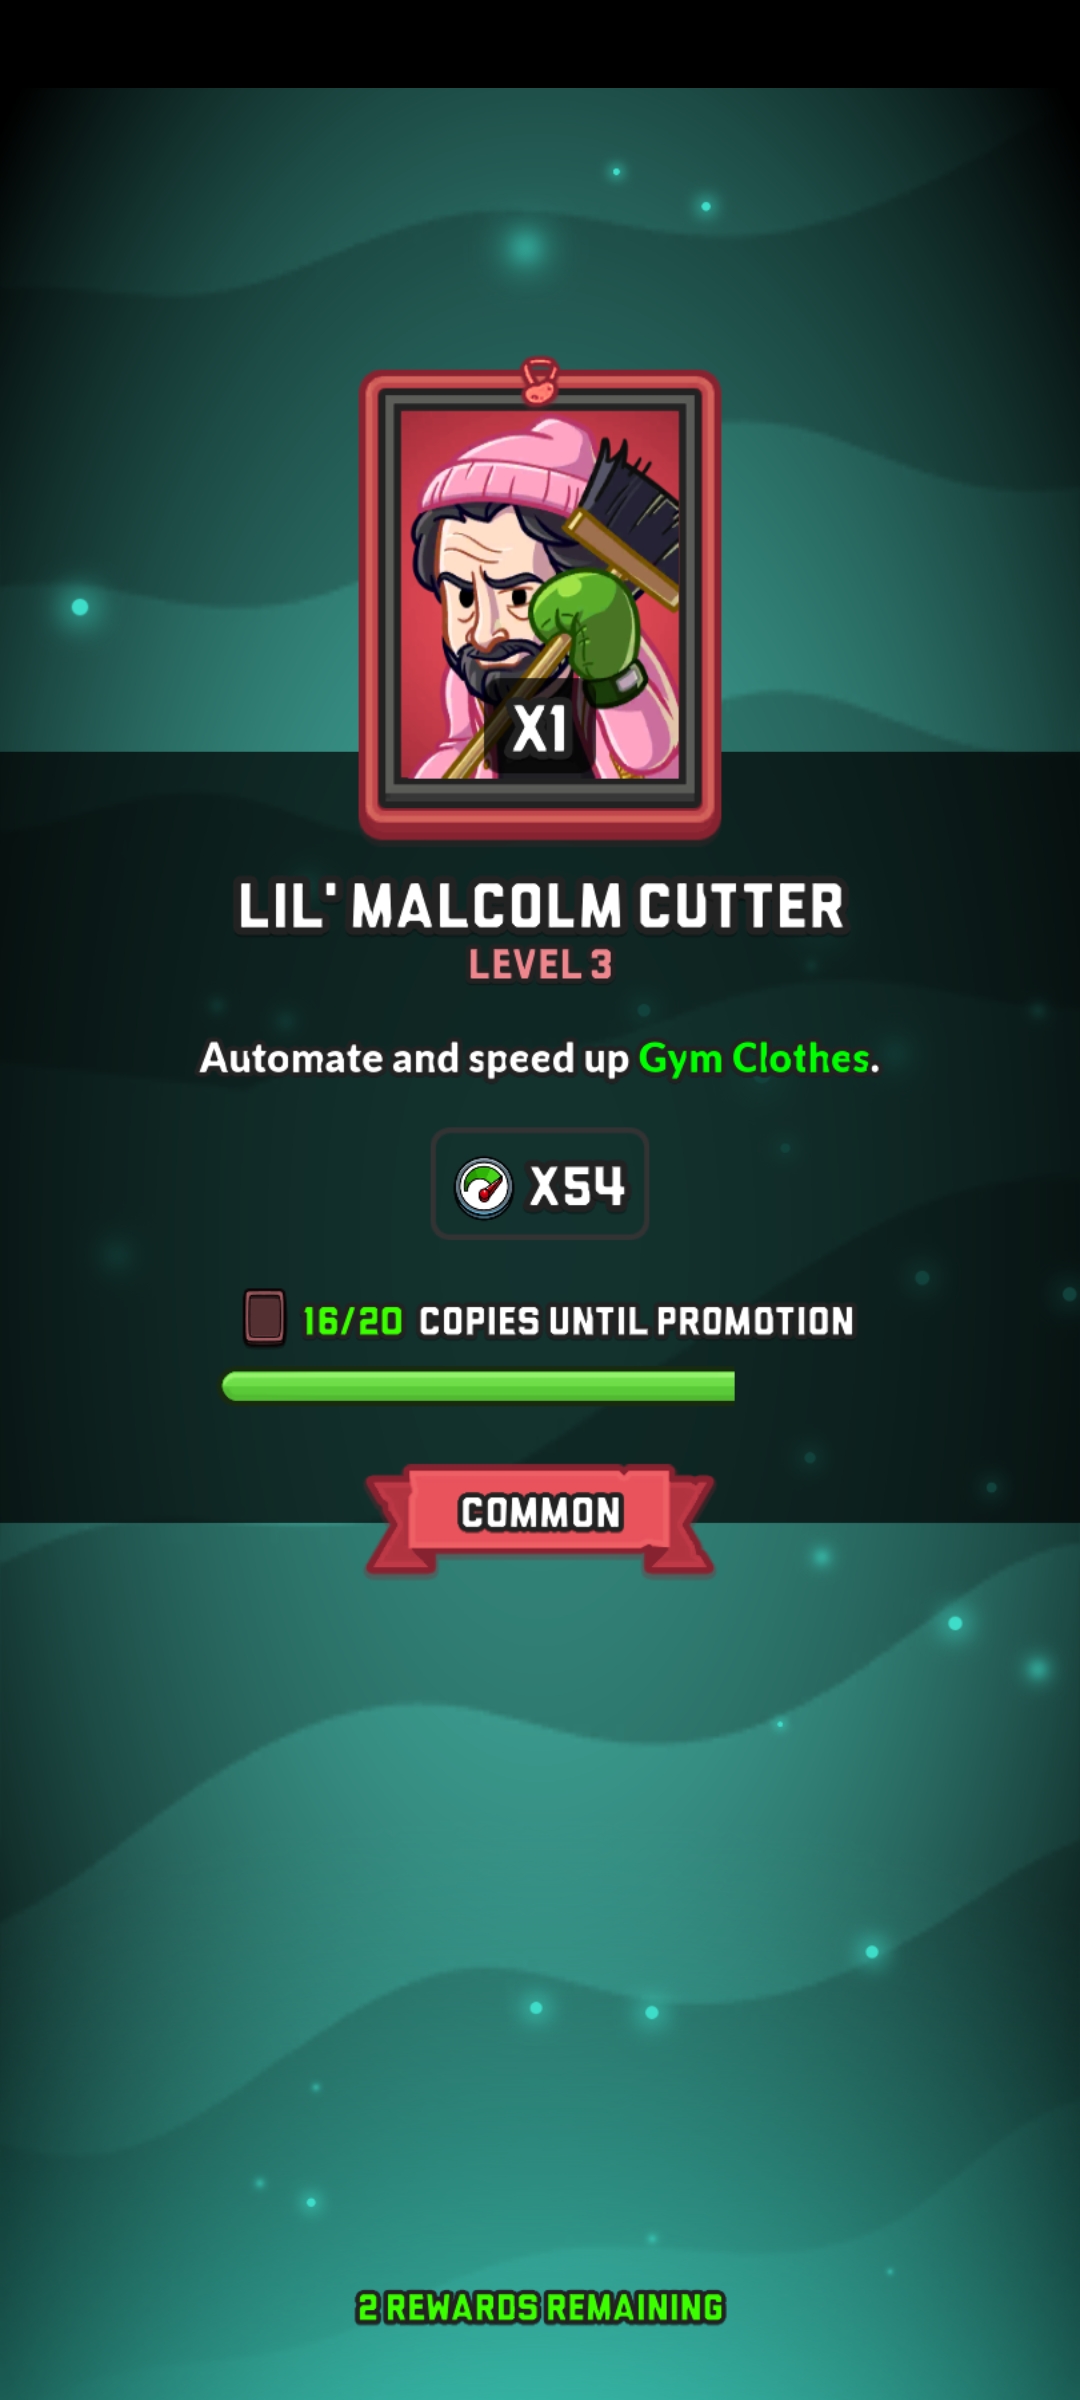 X1
LIL' MALCOLM CUTTER
LEVEL 3
Automate and speed up Gym Clothes.
X54
16/20 COPIES UNTIL PROMOTION
COMMON
2 REWARDS REMAINING